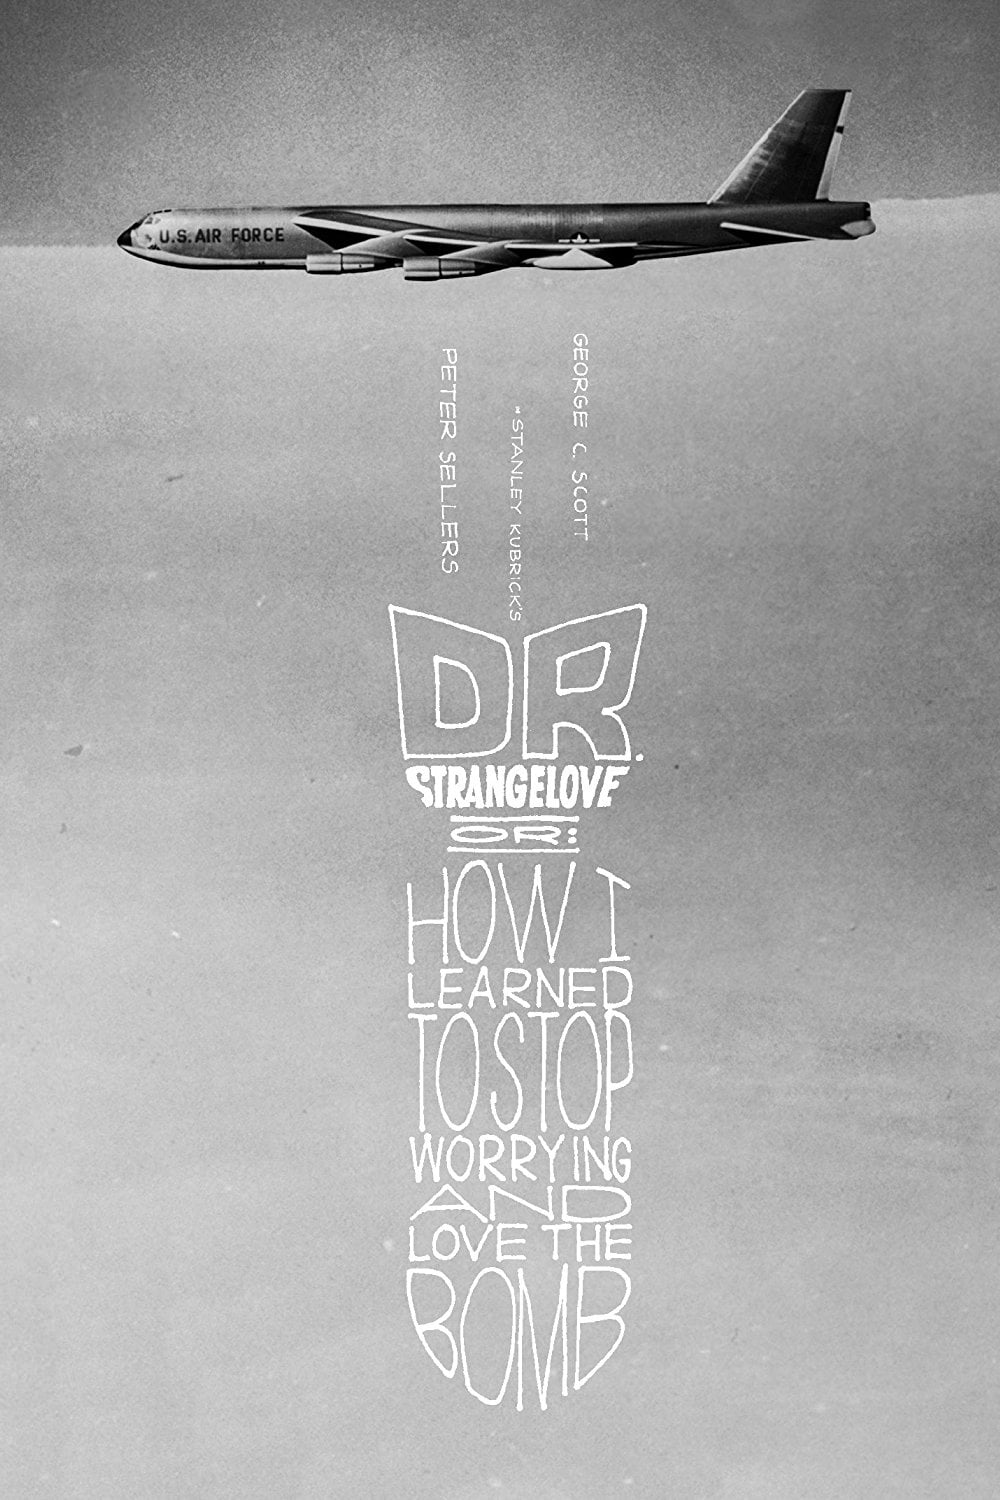 U.S. AIR FORCE
PETER SELLERS
"STANLEY KUBRICK'S
GEORGE C. SCOTT
DR.
STRANGELOVE
OR:
HOW I
LEARNED
TO STOP
WORRYING
AND
LOVE THE
BOMB